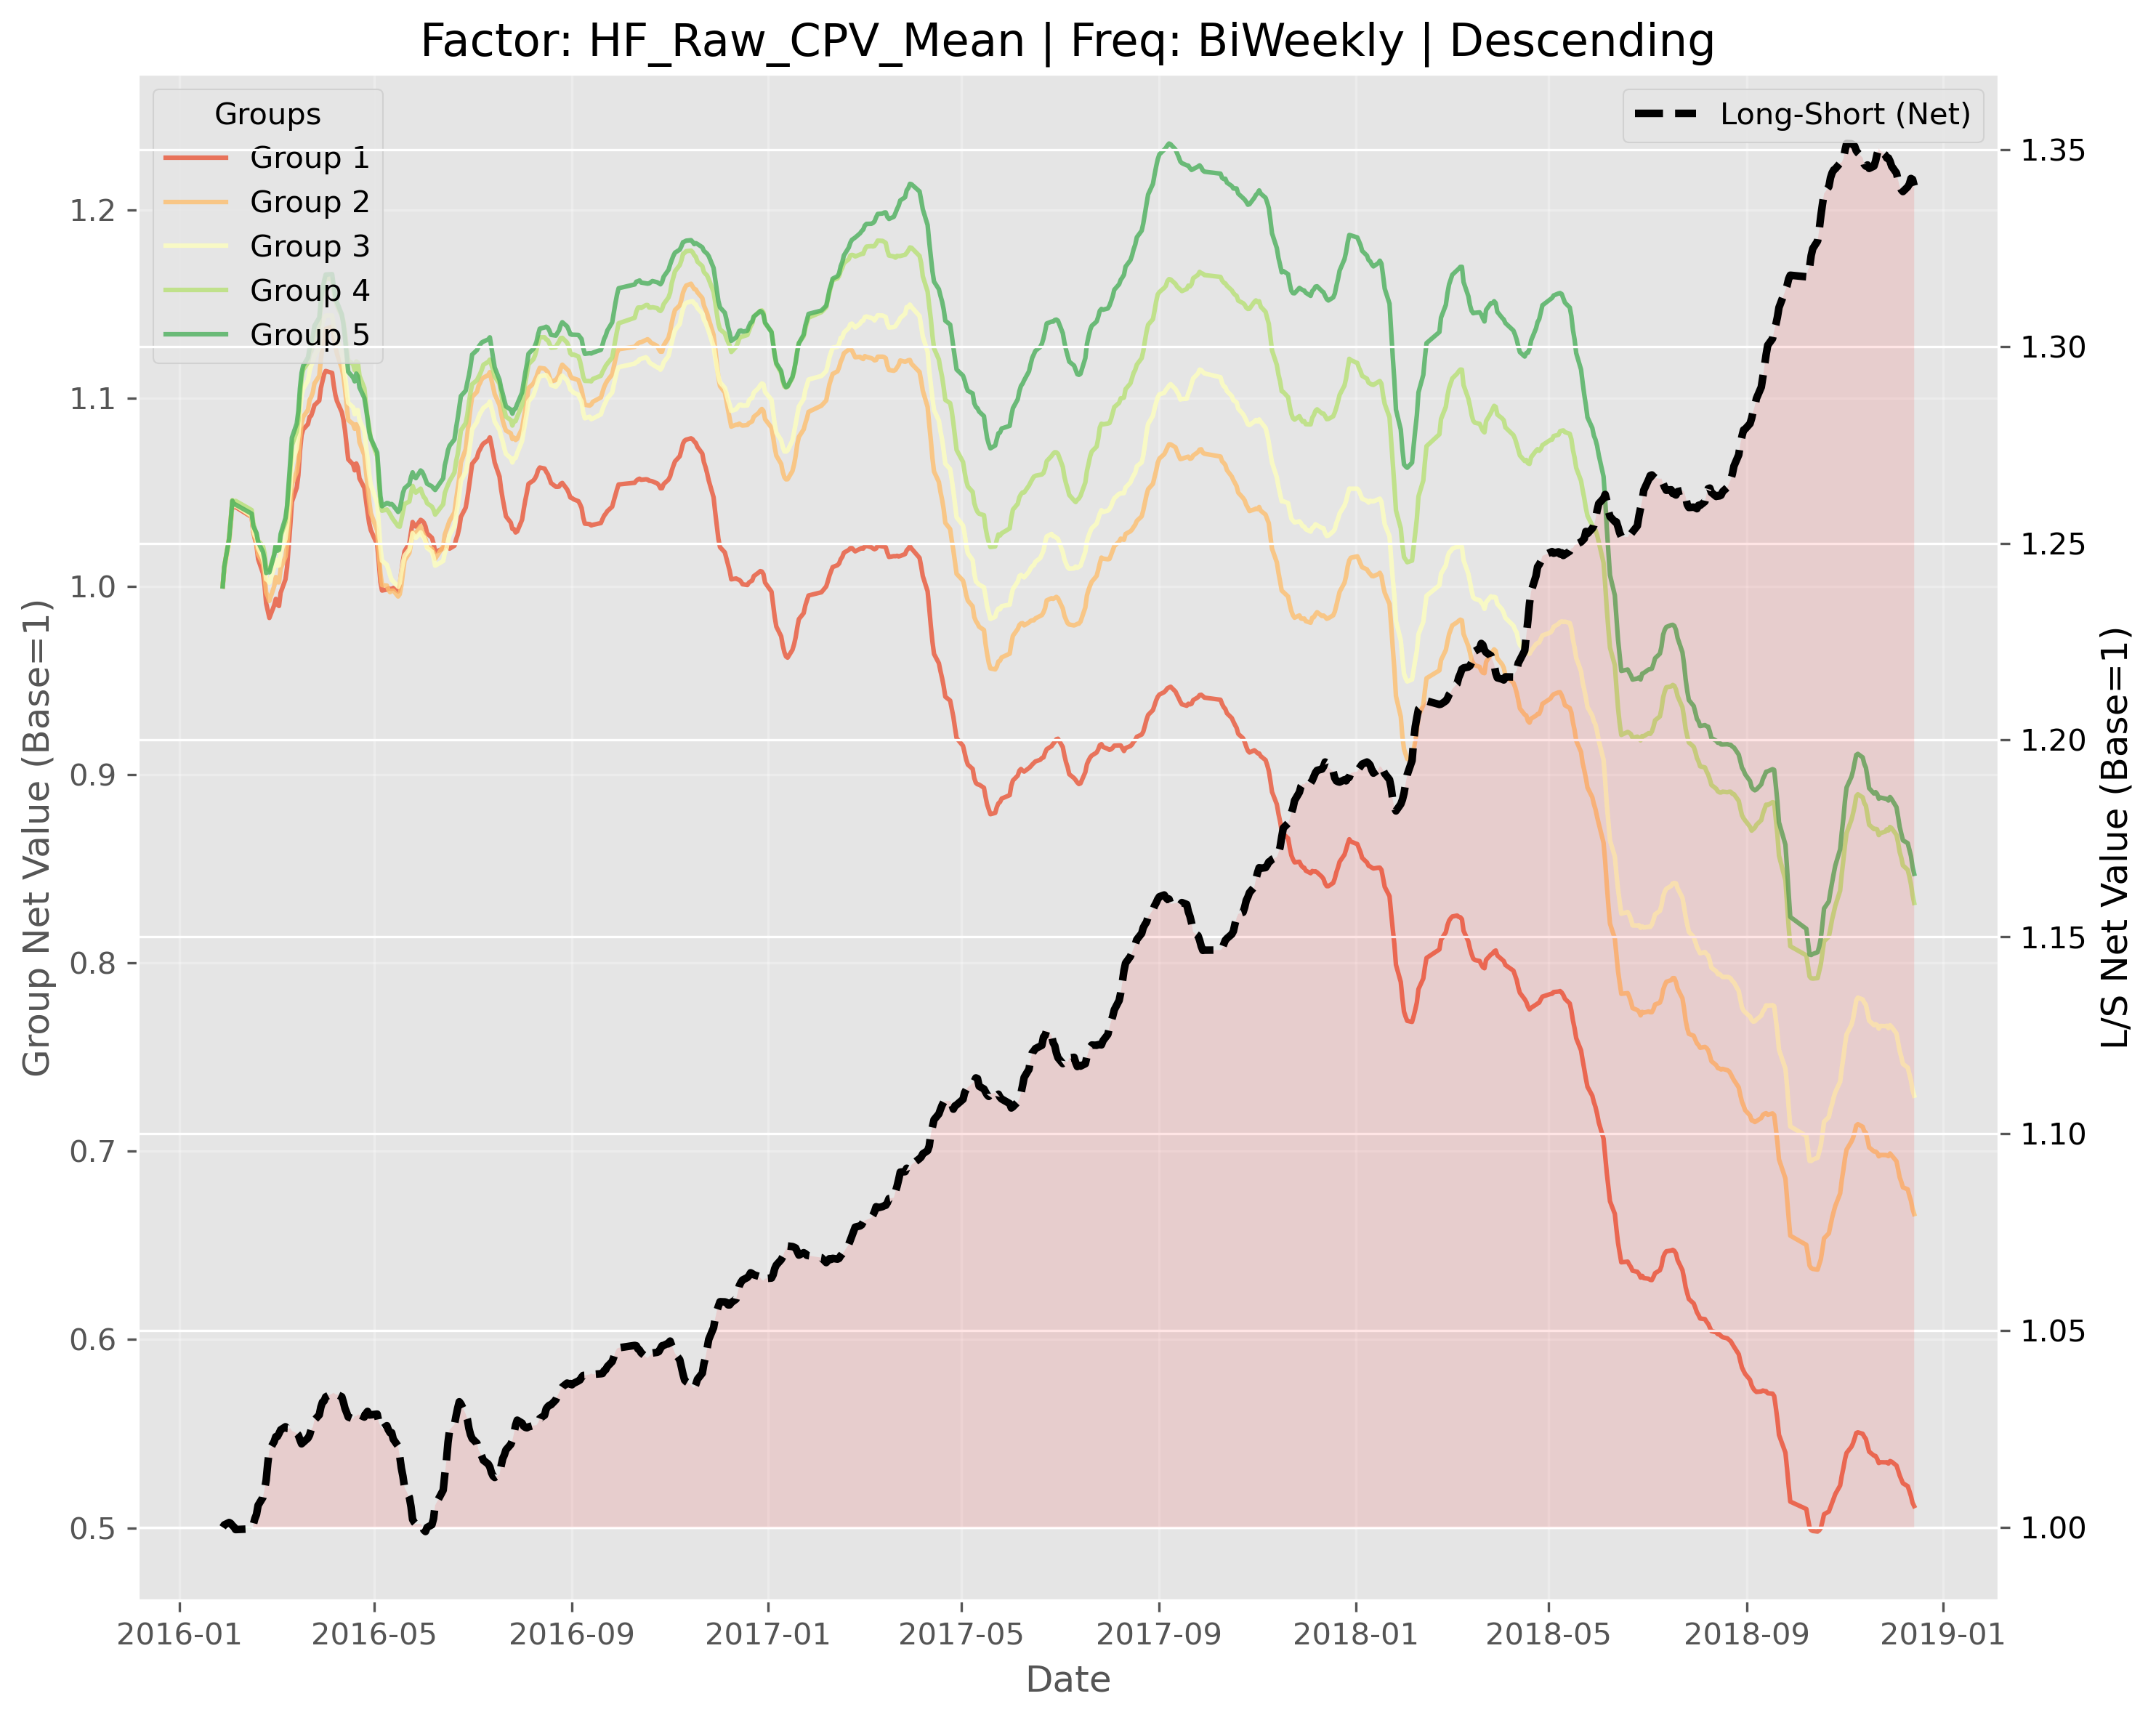 Factor: HF_Raw_CPV_Mean | Freq: BiWeekly | Descending
Groups
Group 1
Group 2
Group 3
Group 4
Group 5
Long-Short (Net)
Group Net Value (Base=1)
1.2
1.1
1.0
0.9
0.8
0.7
0.6
0.5
1.35
1.30
1.25
1.20
1.15
1.10
1.05
1.00
L/S Net Value (Base=1)
2016-01 2016-05 2016-09 2017-01 2017-05 2017-09 2018-01 2018-05 2018-09 2019-01
Date